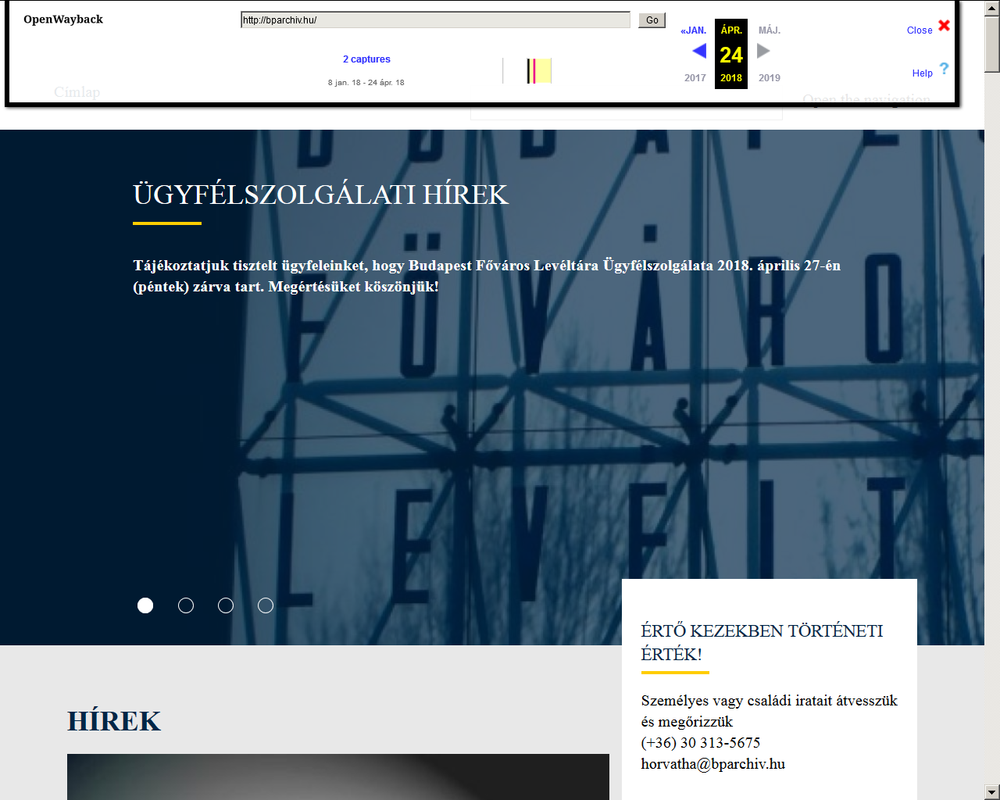 OpenWayback
http://bparchiv.hu/
Go
«JAN.
ÁPR.
MÁJ.
Close
2 captures
24
Help
?
8 jan. 18 - 24 ápr. 18
2017
2018
2019
Címlap
Open the navigation
ÜGYFÉLSZOLGÁLATI HÍREK
Tájékoztatjuk tisztelt ügyfeleinket, hogy Budapest Főváros Levéltára Ügyfélszolgálata 2018. április 27-én
(péntek) zárva tart. Megértésüket köszönjük!
FŐVÁRO
LEVÉLT
ÉRTŐ KEZEKBEN TÖRTÉNETI
ÉRTÉK!
Személyes vagy családi iratait átvesszük
és megőrizzük
(+36) 30 313-5675
horvatha@bparchiv.hu
HÍREK